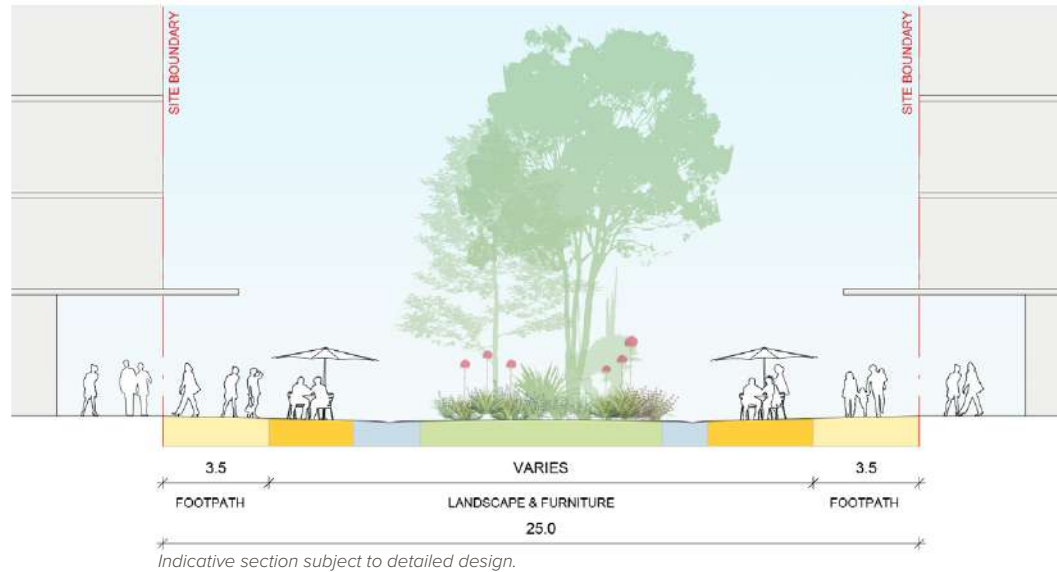 SITE BOUNDARY
SITE BOUNDARY
3.5
VARIES
3.5
FOOTPATH
LANDSCAPE & FURNITURE
FOOTPATH
25.0
Indicative section subject to detailed design.